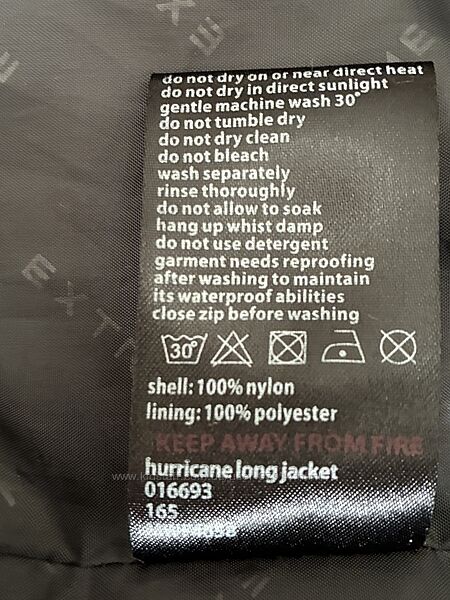 do not dry on or near direct heat
do not dry in direct sunlight
gentle machine wash 30°
do not tumble dry
do not dry clean
do not bleach
wash separately
rinse thoroughly
do not allow to soak
hang up whist damp
do not use detergent
garment needs reproofing
after washing to maintain
its waterproof abilities
close zip before washing
30°
shell: 100% nylon
lining: 100% polyester
KEEP AWAY FROM FIRE
hurricane long jacket
016693
165